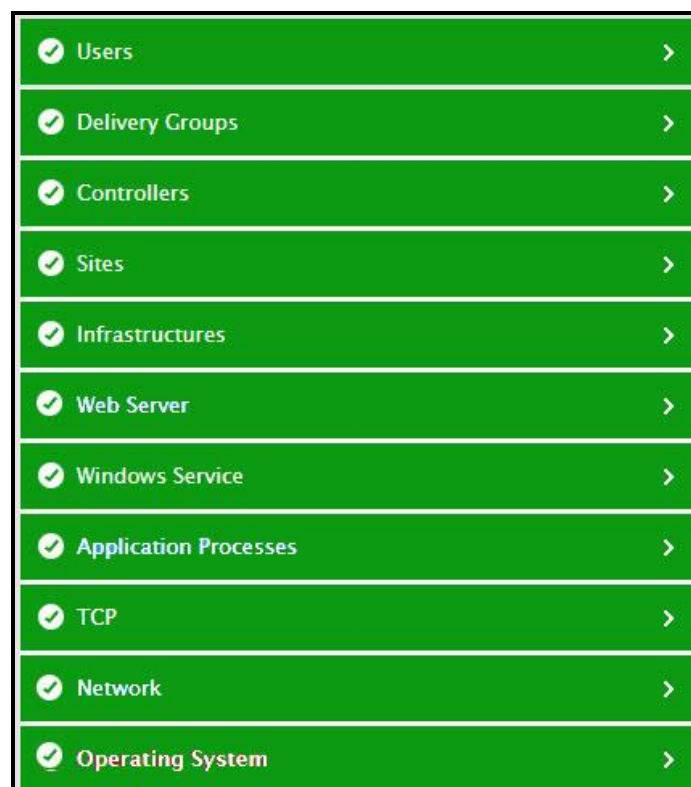 Users
Delivery Groups
Controllers
Sites
Infrastructures
Web Server
Windows Service
Application Processes
TCP
Network
Operating System